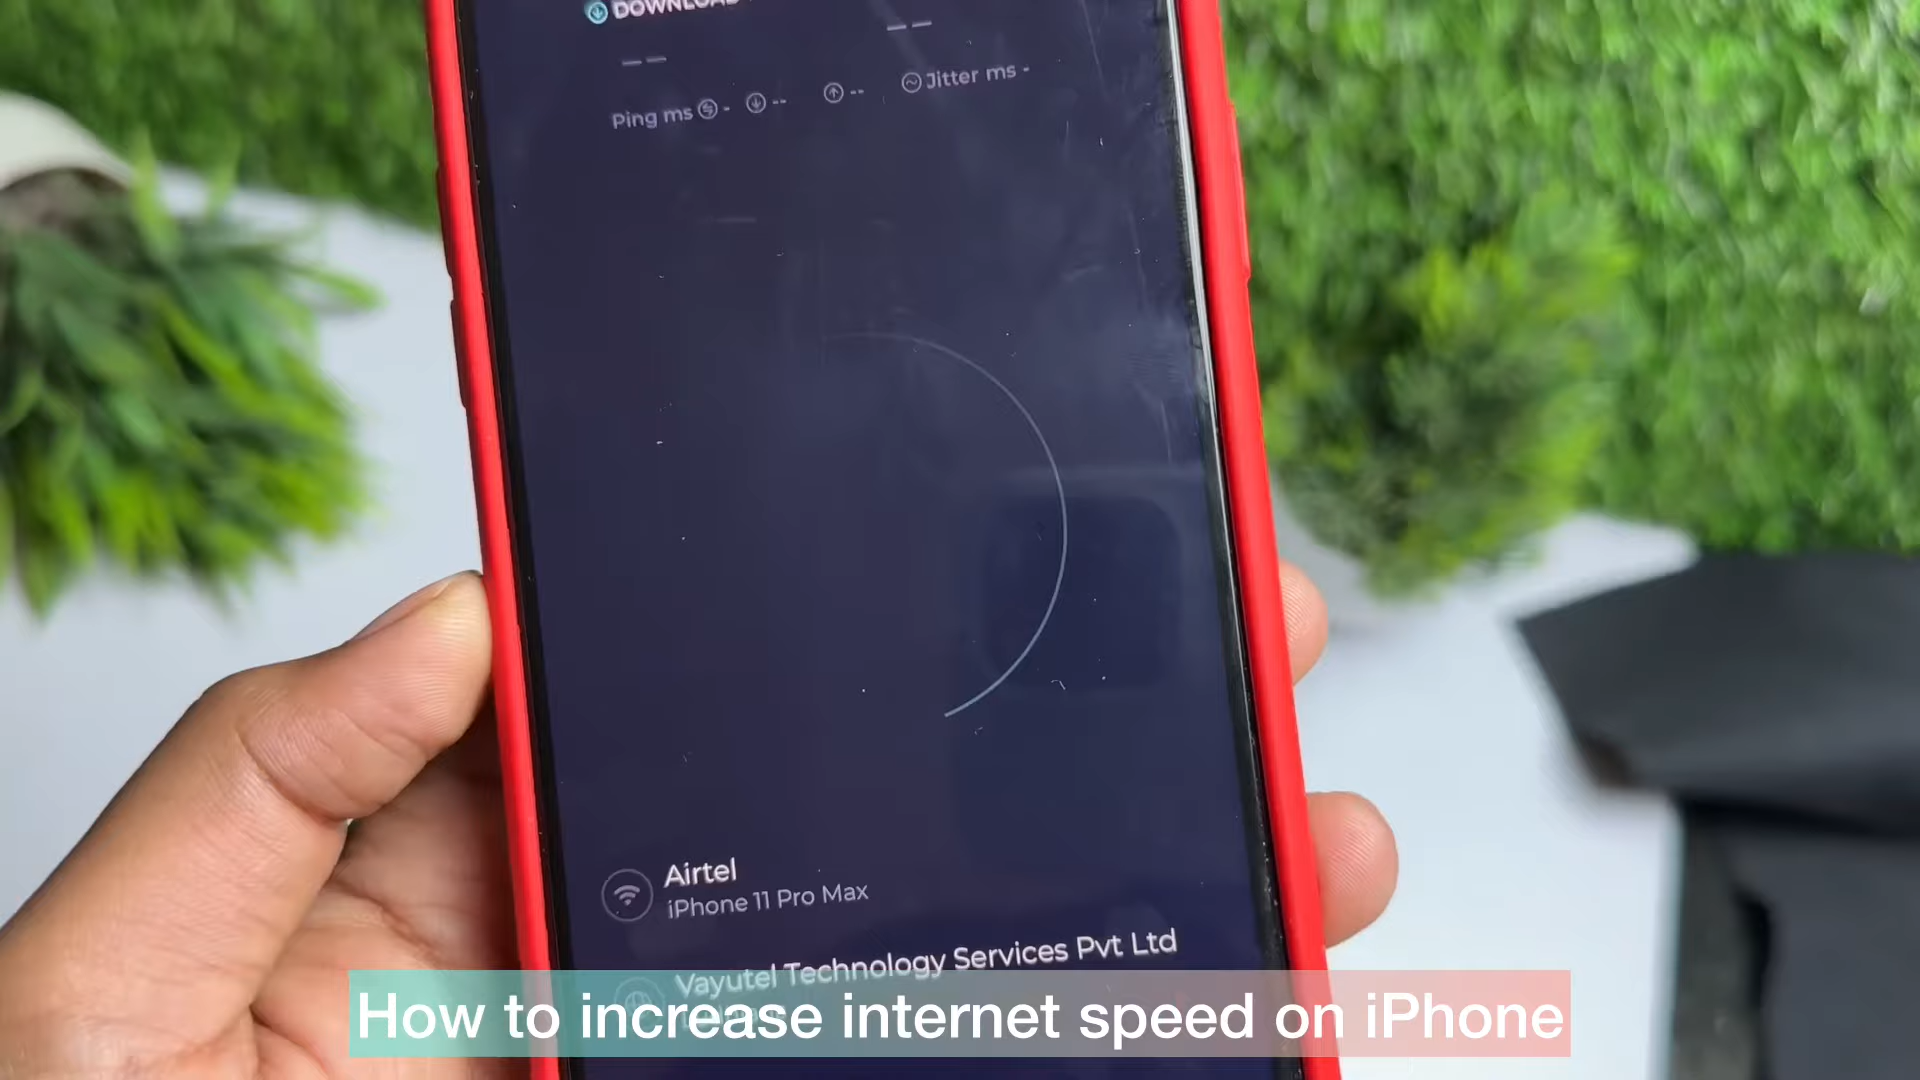 DOWNLOAD
-- --
Ping ms - -- -- Jitter ms -
Airtel
iPhone 11 Pro Max
Vayutel Technology Services Pvt Ltd
How to increase internet speed on iPhone